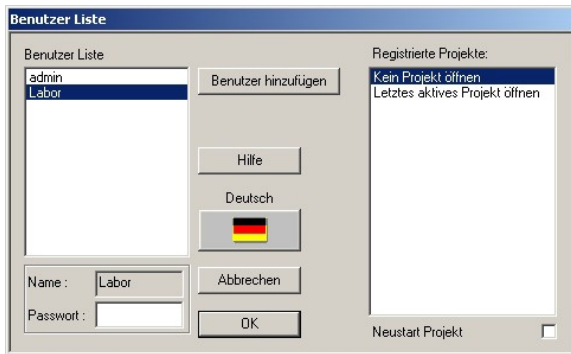 Benutzer Liste
Benutzer Liste
admin
Labor
Benutzer hinzufügen
Hilfe
Deutsch
Abbrechen
OK
Name :
Labor
Passwort :
Registrierte Projekte:
Kein Projekt öffnen
Letztes aktives Projekt öffnen
Neustart Projekt